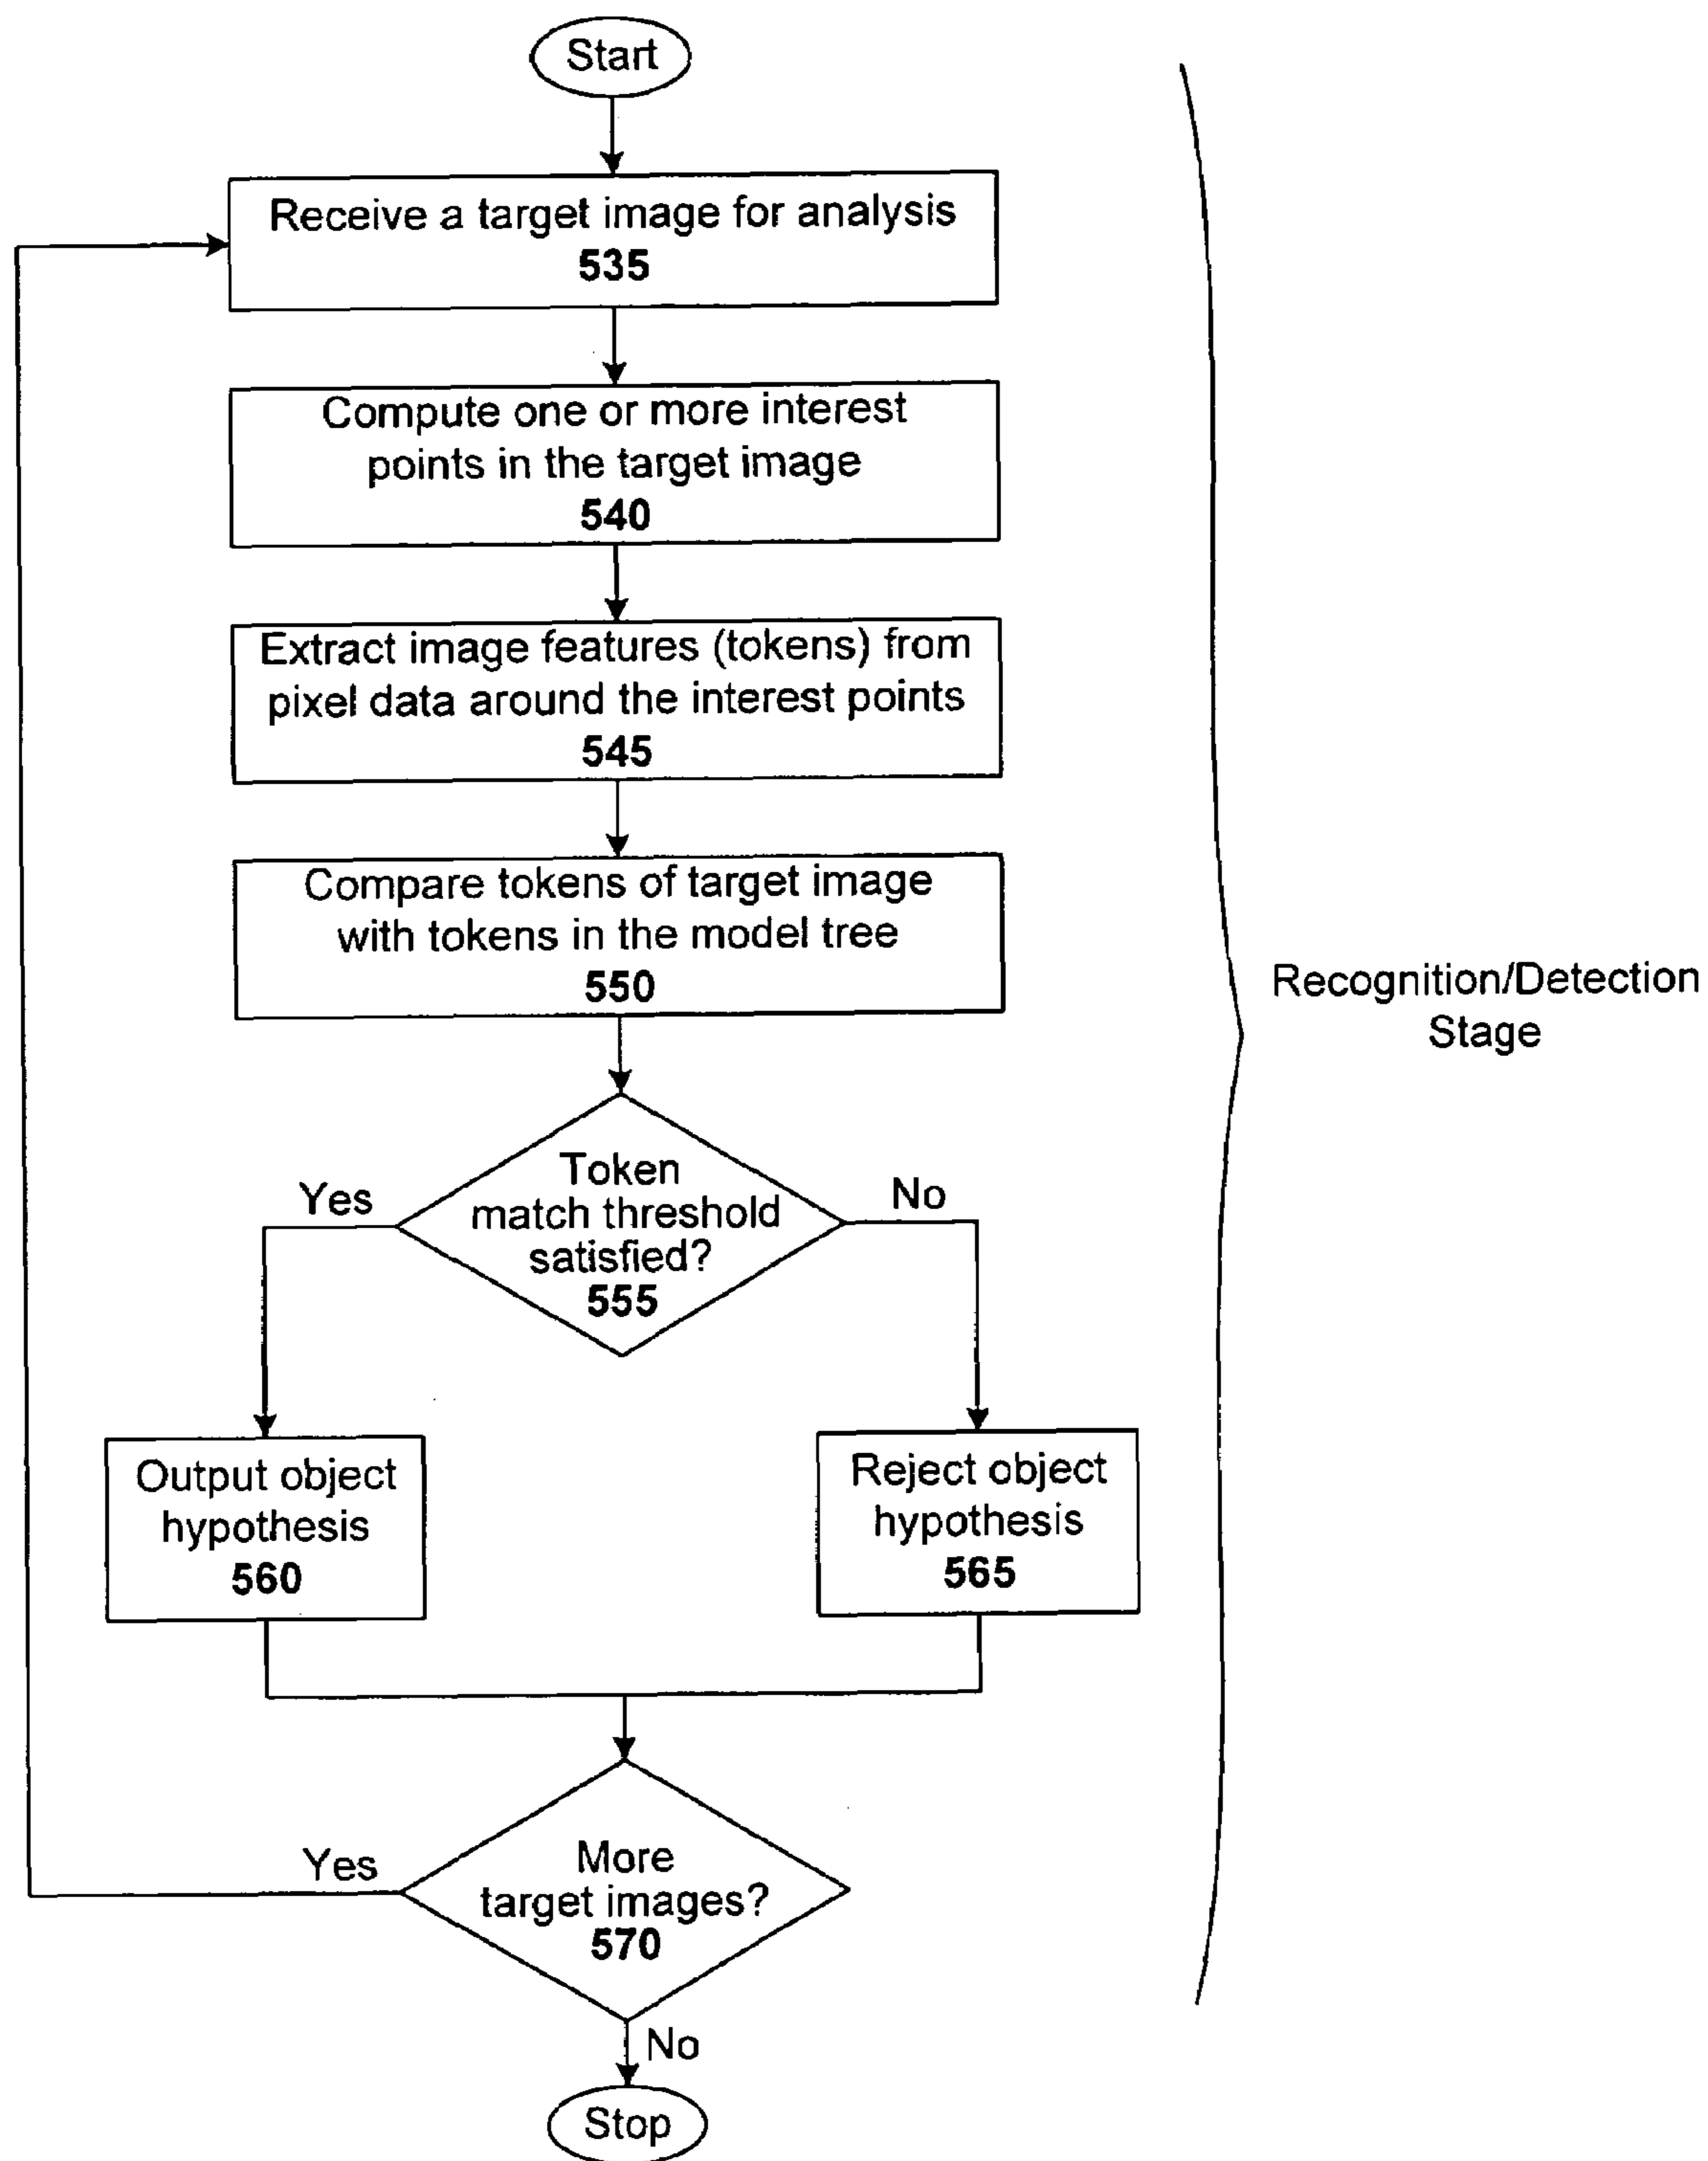 Start
Receive a target image for analysis
535
Compute one or more interest
points in the target image
540
Extract image features (tokens) from
pixel data around the interest points
545
Compare tokens of target image
with tokens in the model tree
550
Recognition/Detection
Stage
Token
match threshold
satisfied?
555
Yes
No
Output object
hypothesis
560
Reject object
hypothesis
565
More
target images?
570
Yes
No
Stop